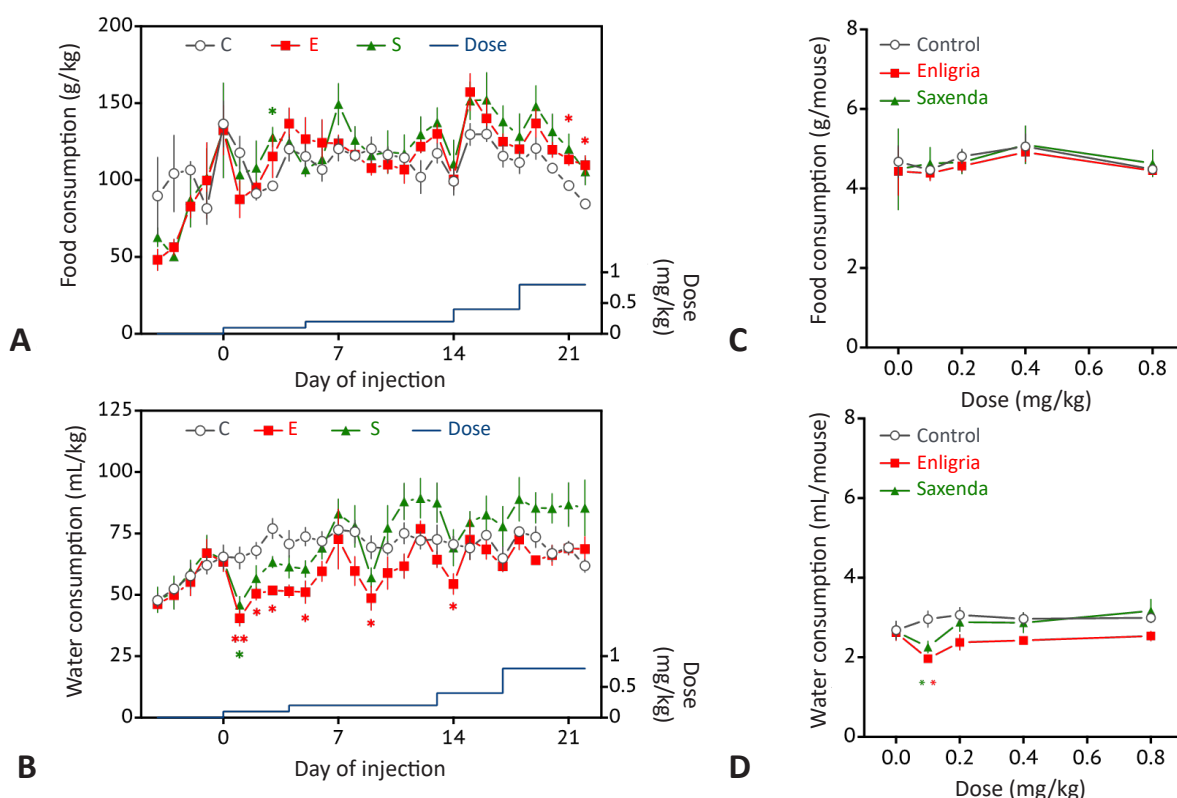 A
200
150
100
50
0
Food consumption (g/kg)
C E S Dose
*
*
*
1
0.5
0
Dose
(mg/kg)
0 7 14 21
Day of injection
B
125
100
75
50
25
0
Water consumption (mL/kg)
C E S Dose
**
*
*
*
*
*
*
1
0.5
0
Dose
(mg/kg)
0 7 14 21
Day of injection
C
8
6
4
2
0
Food consumption (g/mouse)
Control
Enligria
Saxenda
0.0 0.2 0.4 0.6 0.8
Dose (mg/kg)
D
8
6
4
2
0
Water consumption (mL/mouse)
Control
Enligria
Saxenda
* *
0.0 0.2 0.4 0.6 0.8
Dose (mg/kg)